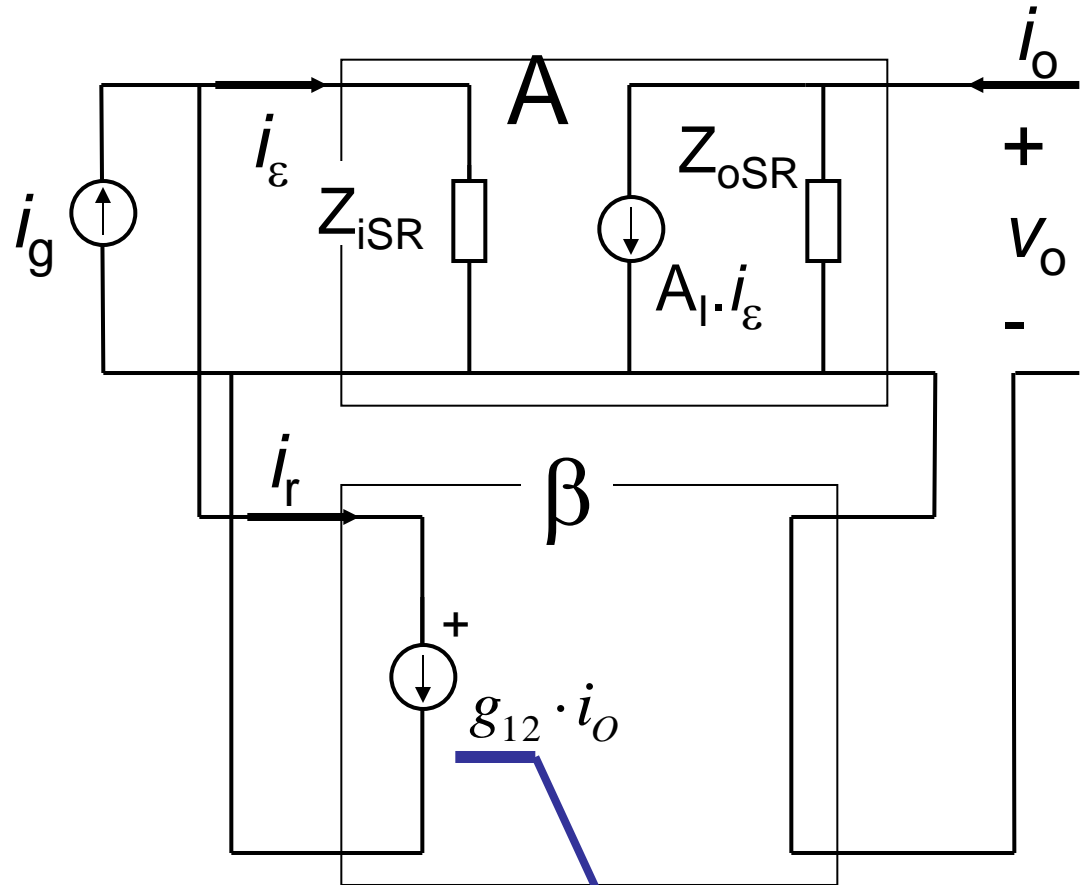 A
i_o
i_ε
Z_oSR
+
Z_iSR
i_g
v_o
A_I.i_ε
-
i_r
β
+
g_12 · i_O